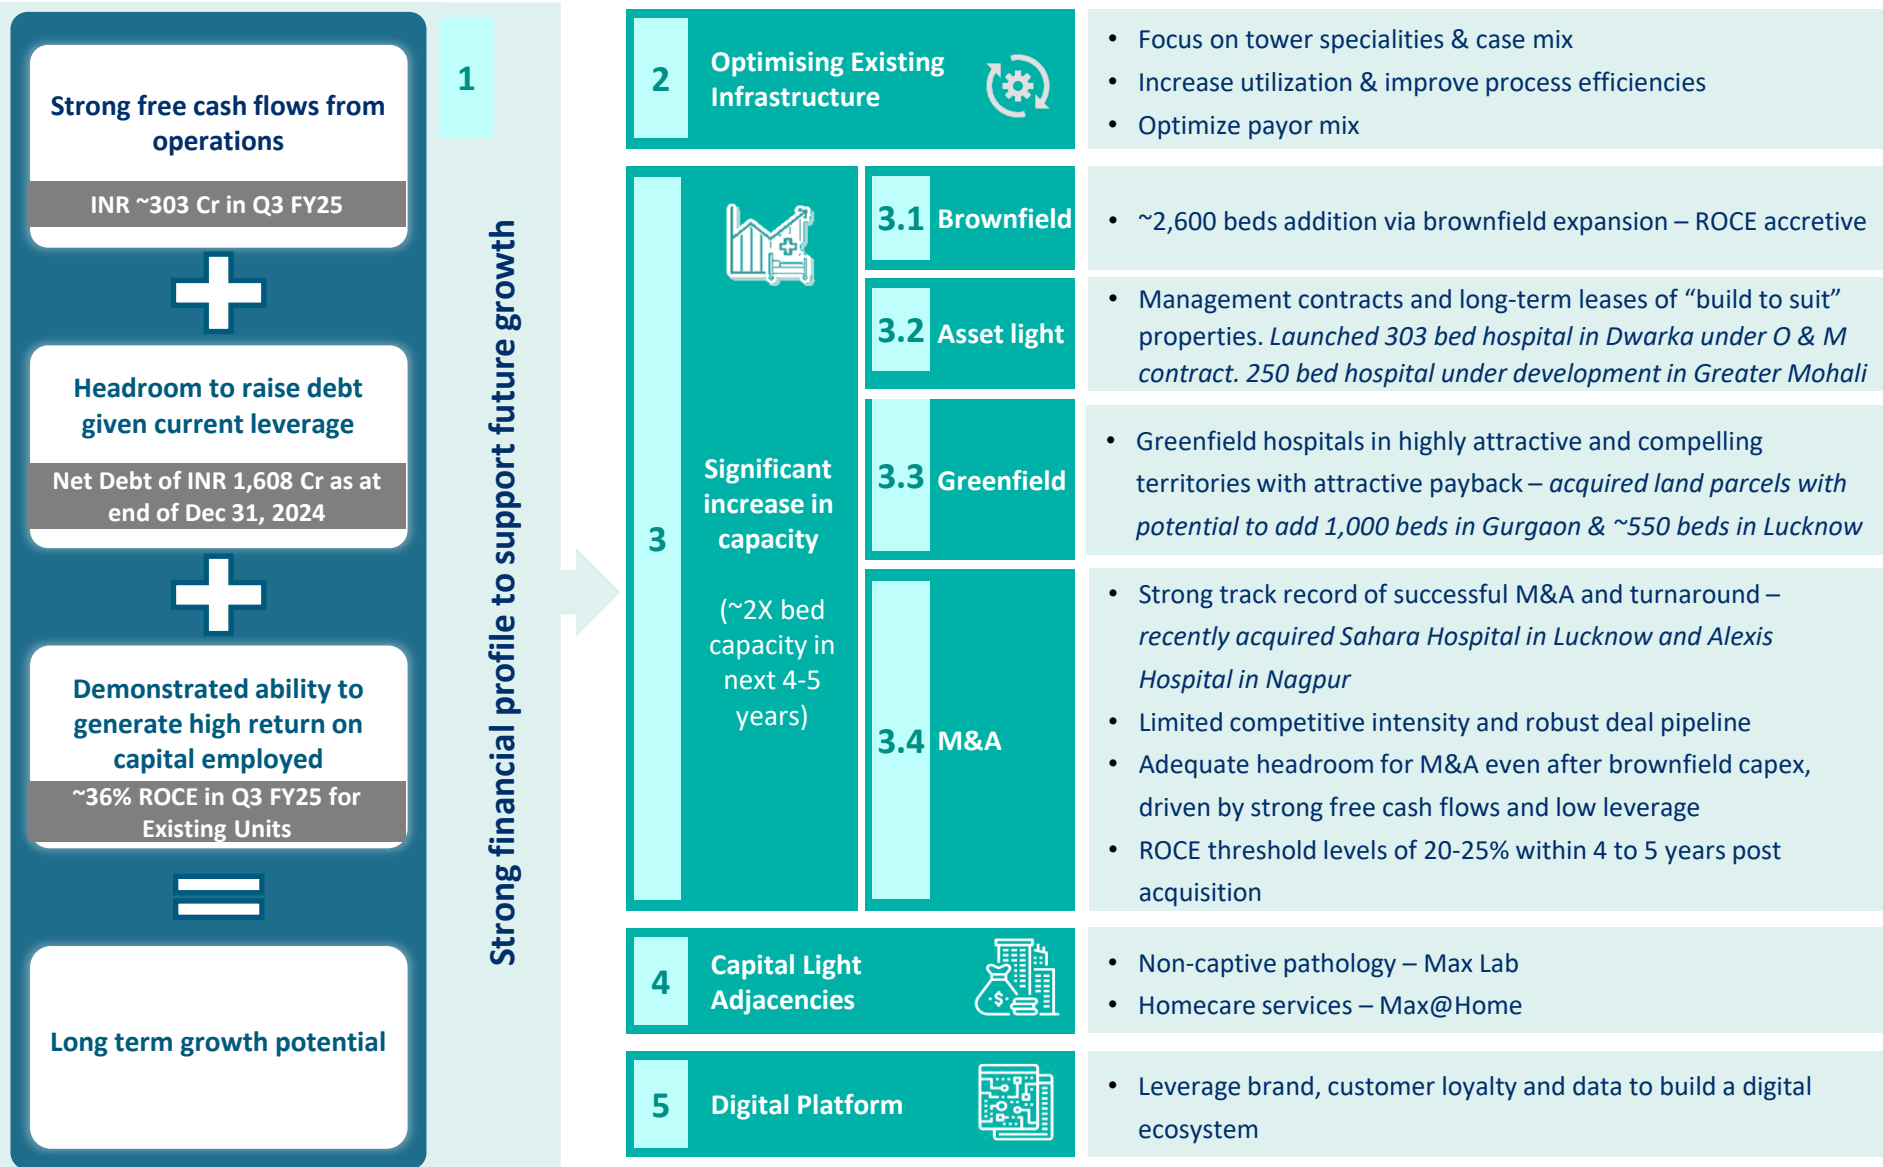 Strong free cash flows from
operations
INR ~303 Cr in Q3 FY25
Headroom to raise debt
given current leverage
Net Debt of INR 1,608 Cr as at
end of Dec 31, 2024
Demonstrated ability to
generate high return on
capital employed
~36% ROCE in Q3 FY25 for
Existing Units
Long term growth potential
1
Strong financial profile to support future growth
2
Optimising Existing
Infrastructure
• Focus on tower specialities & case mix
• Increase utilization & improve process efficiencies
• Optimize payor mix
3
Significant
increase in
capacity
(~2X bed
capacity in
next 4-5
years)
3.1
Brownfield
• ~2,600 beds addition via brownfield expansion – ROCE accretive
3.2
Asset light
• Management contracts and long-term leases of “build to suit”
properties. Launched 303 bed hospital in Dwarka under O & M
contract. 250 bed hospital under development in Greater Mohali
3.3
Greenfield
• Greenfield hospitals in highly attractive and compelling
territories with attractive payback – acquired land parcels with
potential to add 1,000 beds in Gurgaon & ~550 beds in Lucknow
3.4
M&A
• Strong track record of successful M&A and turnaround –
recently acquired Sahara Hospital in Lucknow and Alexis
Hospital in Nagpur
• Limited competitive intensity and robust deal pipeline
• Adequate headroom for M&A even after brownfield capex,
driven by strong free cash flows and low leverage
• ROCE threshold levels of 20-25% within 4 to 5 years post
acquisition
4
Capital Light
Adjacencies
• Non-captive pathology – Max Lab
• Homecare services – Max@Home
5
Digital Platform
• Leverage brand, customer loyalty and data to build a digital
ecosystem